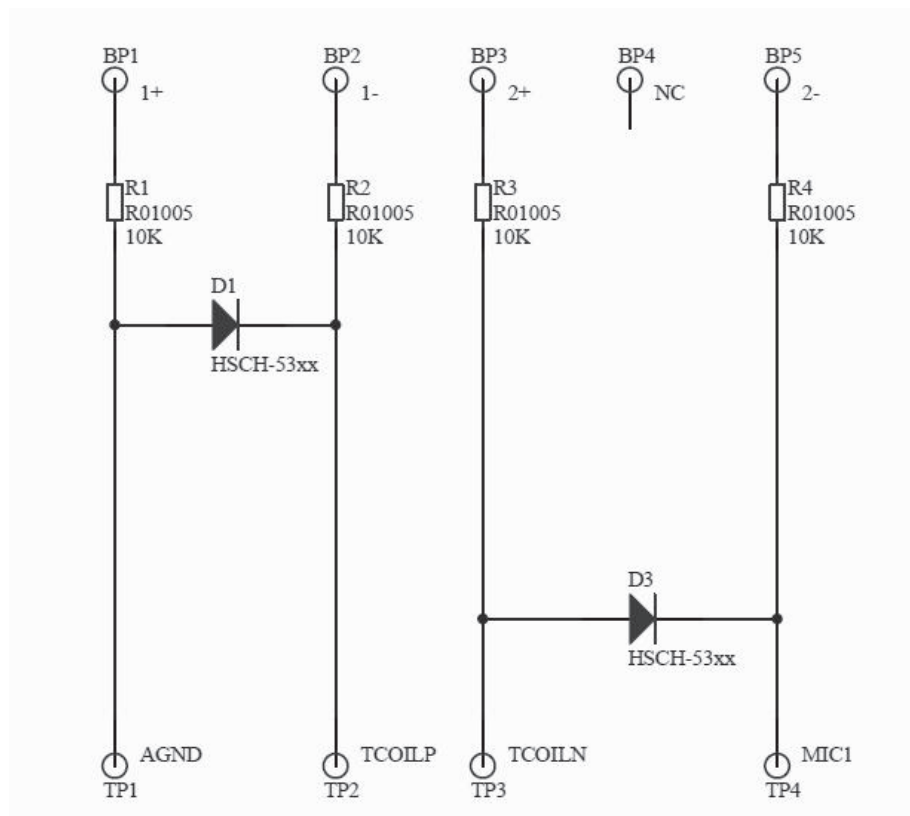 BP1
BP2
BP3
BP4
BP5
1+
1-
2+
NC
2-
R1
R01005
10K
R2
R01005
10K
R3
R01005
10K
R4
R01005
10K
D1
HSCH-53xx
D3
HSCH-53xx
AGND
TCOILP
TCOILN
MIC1
TP1
TP2
TP3
TP4